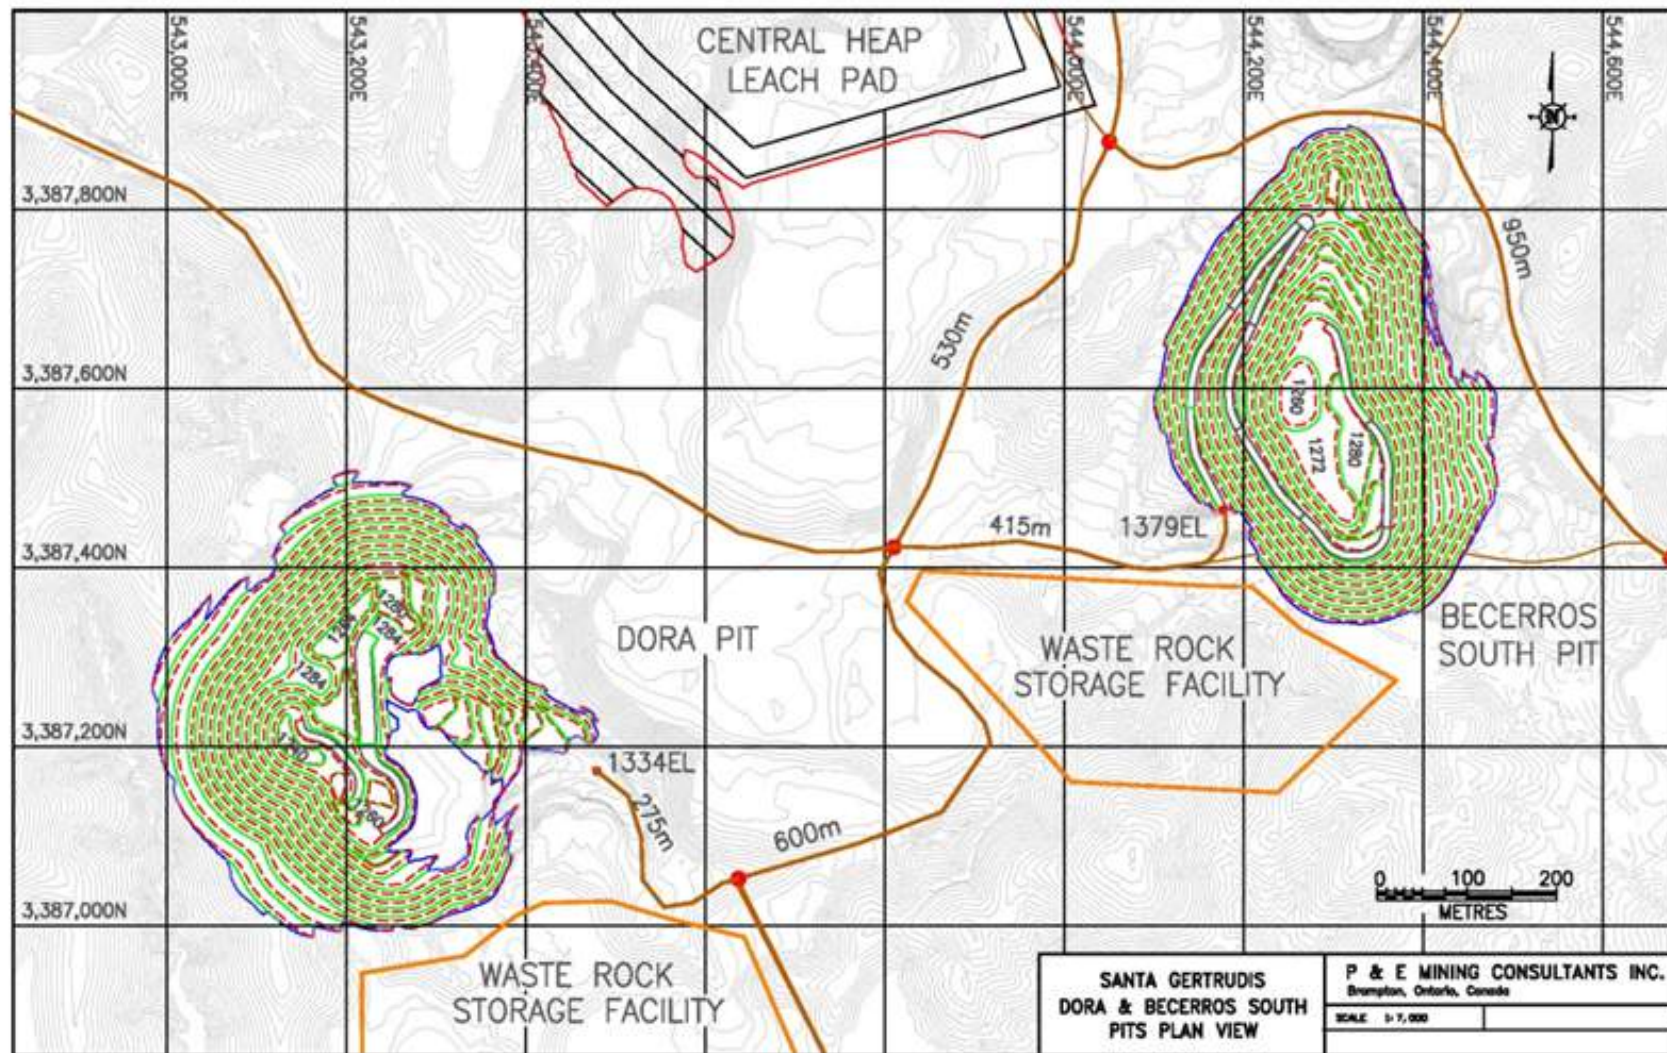 543,000E
543,200E
543,400E
544,000E
544,200E
544,400E
544,600E
CENTRAL HEAP
LEACH PAD
N
3,387,800N
950m
530m
3,387,600N
1280
1280
1272
415m
1379EL
3,387,400N
1284
DORA PIT
BECERROS
SOUTH PIT
WASTE ROCK
STORAGE FACILITY
1284
3,387,200N
1334EL
275m
600m
1260
0 100 200
METRES
3,387,000N
WASTE ROCK
STORAGE FACILITY
SANTA GERTRUDIS
DORA & BECERROS SOUTH
PITS PLAN VIEW
P & E MINING CONSULTANTS INC.
Brampton, Ontario, Canada
SCALE 1:7,000